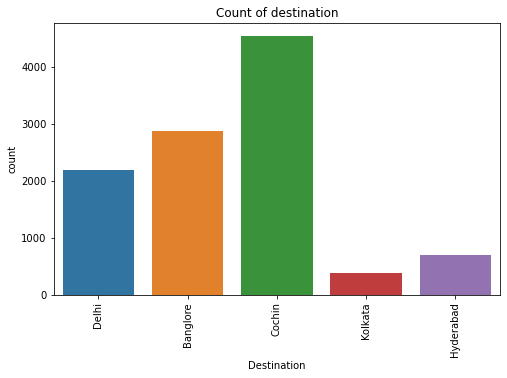 Count of destination
count
4000
3000
2000
1000
0
Delhi
Banglore
Cochin
Kolkata
Hyderabad
Destination